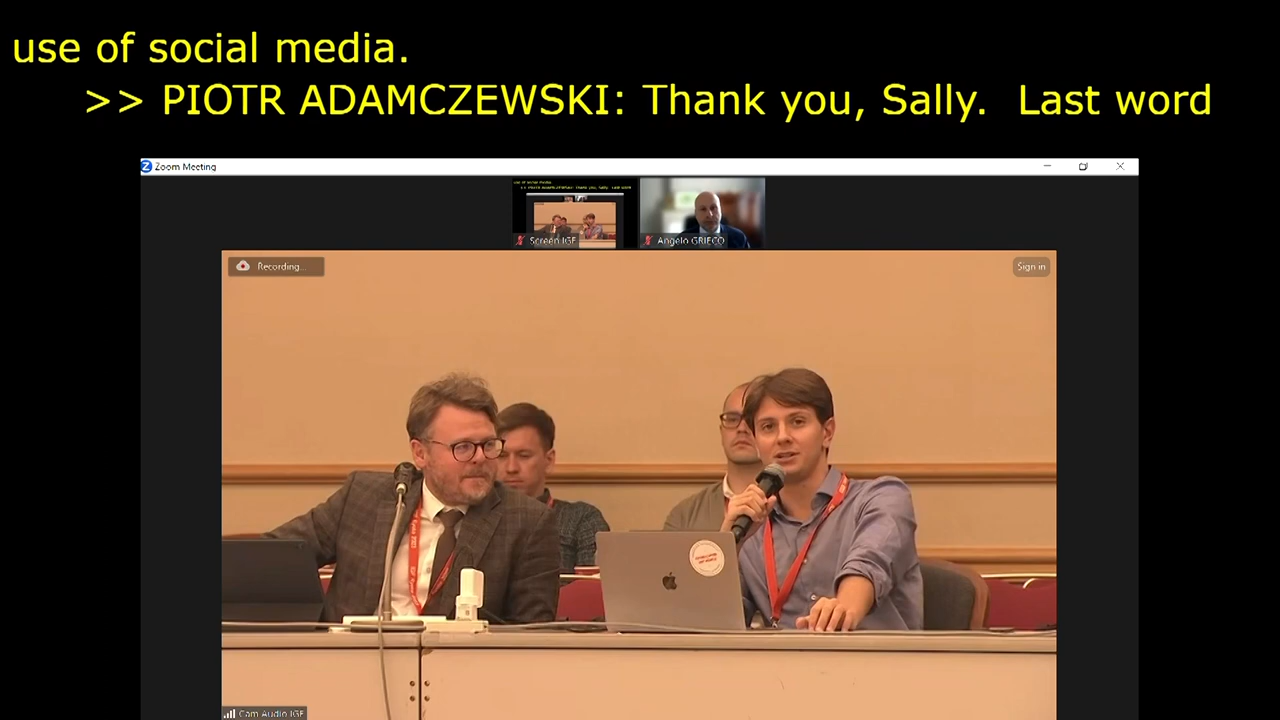 use of social media.
>> PIOTR ADAMCZEWSKI: Thank you, Sally. Last word
Zoom Meeting
Screen IGF
Angelo GRIECO
Recording...
Sign in
Cam Audio IGF